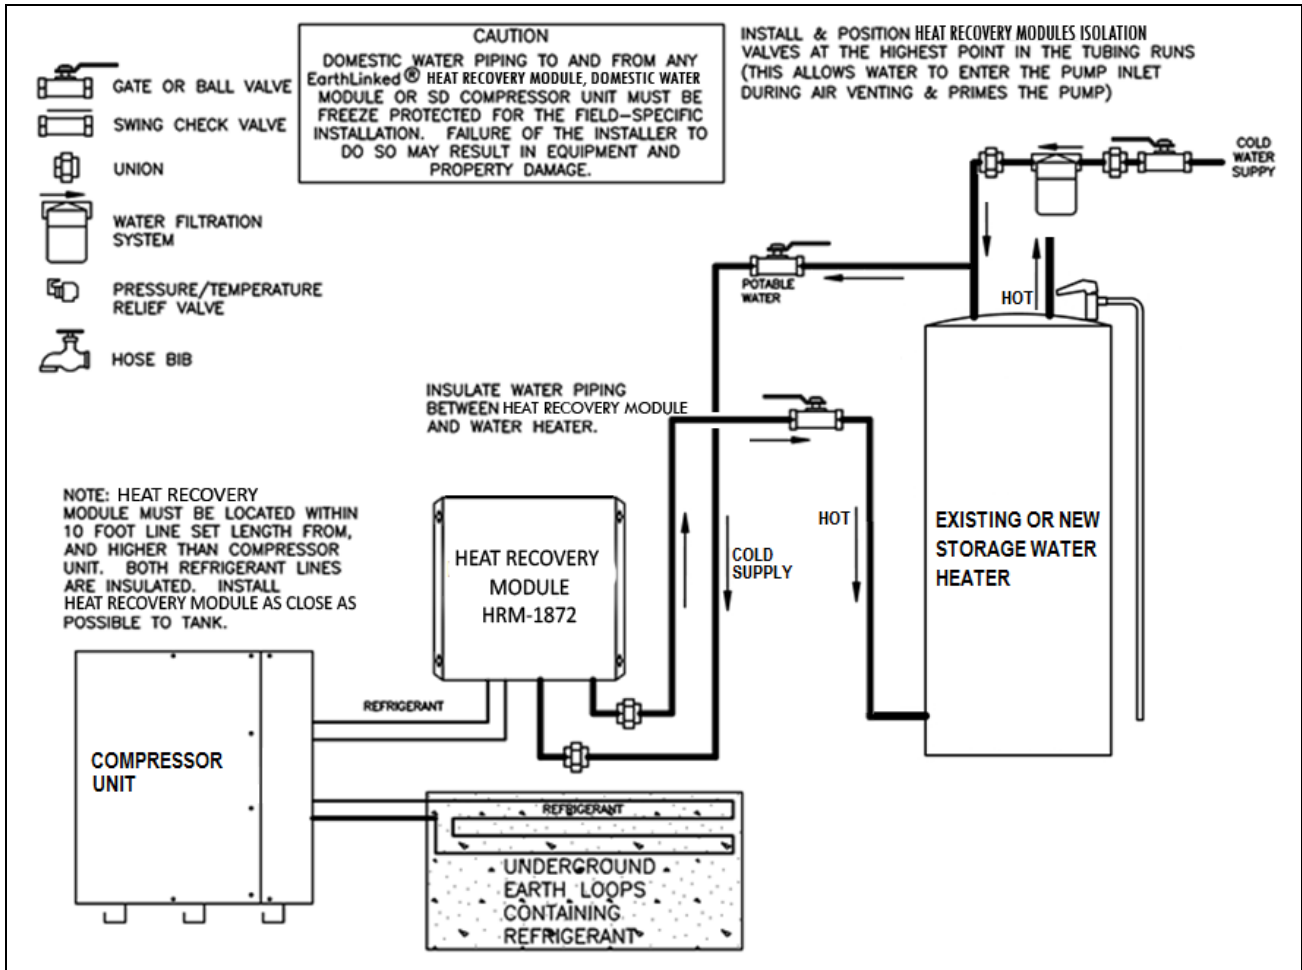 CAUTION
DOMESTIC WATER PIPING TO AND FROM ANY
EarthLinked® HEAT RECOVERY MODULE, DOMESTIC WATER
MODULE OR SD COMPRESSOR UNIT MUST BE
FREEZE PROTECTED FOR THE FIELD-SPECIFIC
INSTALLATION. FAILURE OF THE INSTALLER TO
DO SO MAY RESULT IN EQUIPMENT AND
PROPERTY DAMAGE.
INSTALL & POSITION HEAT RECOVERY MODULES ISOLATION
VALVES AT THE HIGHEST POINT IN THE TUBING RUNS
(THIS ALLOWS WATER TO ENTER THE PUMP INLET
DURING AIR VENTING & PRIMES THE PUMP)
GATE OR BALL VALVE
SWING CHECK VALVE
UNION
WATER FILTRATION
SYSTEM
PRESSURE/TEMPERATURE
RELIEF VALVE
HOSE BIB
COLD
WATER
SUPPY
POTABLE
WATER
HOT
INSULATE WATER PIPING
BETWEEN HEAT RECOVERY MODULE
AND WATER HEATER.
NOTE: HEAT RECOVERY
MODULE MUST BE LOCATED WITHIN
10 FOOT LINE SET LENGTH FROM,
AND HIGHER THAN COMPRESSOR
UNIT. BOTH REFRIGERANT LINES
ARE INSULATED. INSTALL
HEAT RECOVERY MODULE AS CLOSE AS
POSSIBLE TO TANK.
HEAT RECOVERY
MODULE
HRM-1872
COLD
SUPPLY
HOT
EXISTING OR NEW
STORAGE WATER
HEATER
REFRIGERANT
COMPRESSOR
UNIT
REFRIGERANT
UNDERGROUND
EARTH LOOPS
CONTAINING
REFRIGERANT